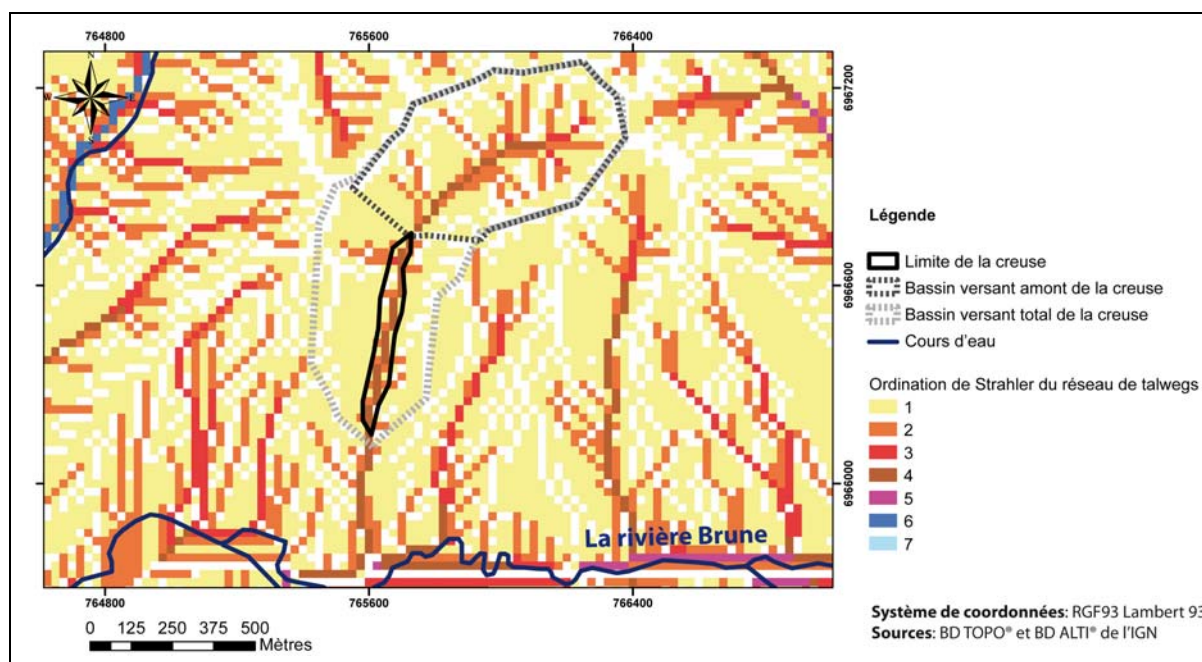 764800
765600
766400
N
W
E
6967200
6966600
6966000
La rivière Brune
764800
765600
766400
0 125 250 375 500
Mètres
Légende
Limite de la creuse
Bassin versant amont de la creuse
Bassin versant total de la creuse
Cours d'eau
Ordination de Strahler du réseau de talwegs
1
2
3
4
5
6
7
Système de coordonnées: RGF93 Lambert 93
Sources: BD TOPO® et BD ALTI® de l'IGN